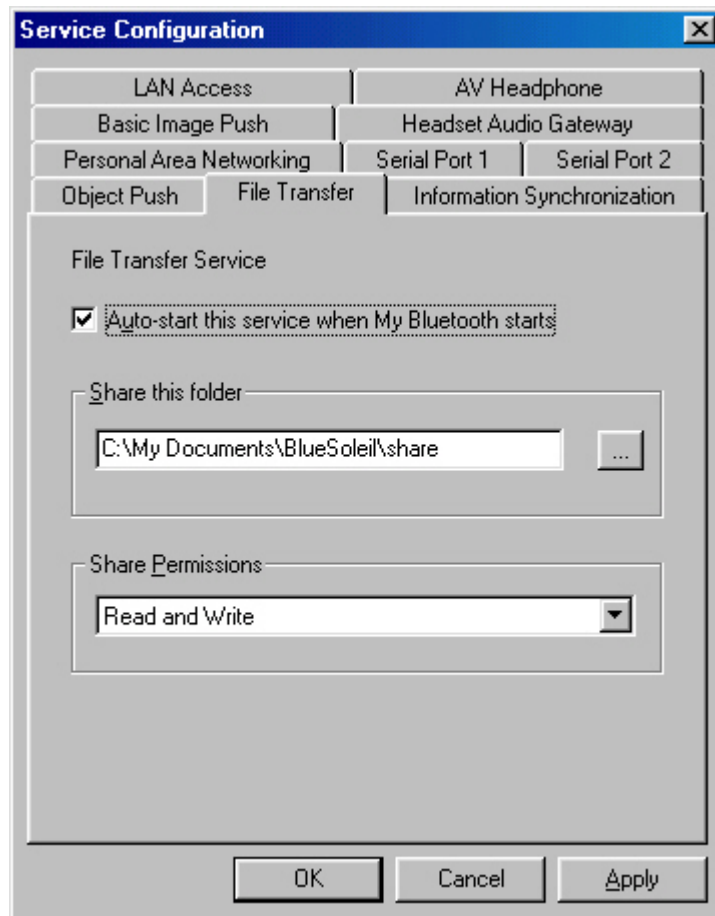 Service Configuration
LAN Access
AV Headphone
Basic Image Push
Headset Audio Gateway
Personal Area Networking
Serial Port 1
Serial Port 2
Object Push
File Transfer
Information Synchronization
File Transfer Service
Auto-start this service when My Bluetooth starts
Share this folder
C:\My Documents\BlueSoleil\share
...
Share Permissions
Read and Write
OK
Cancel
Apply